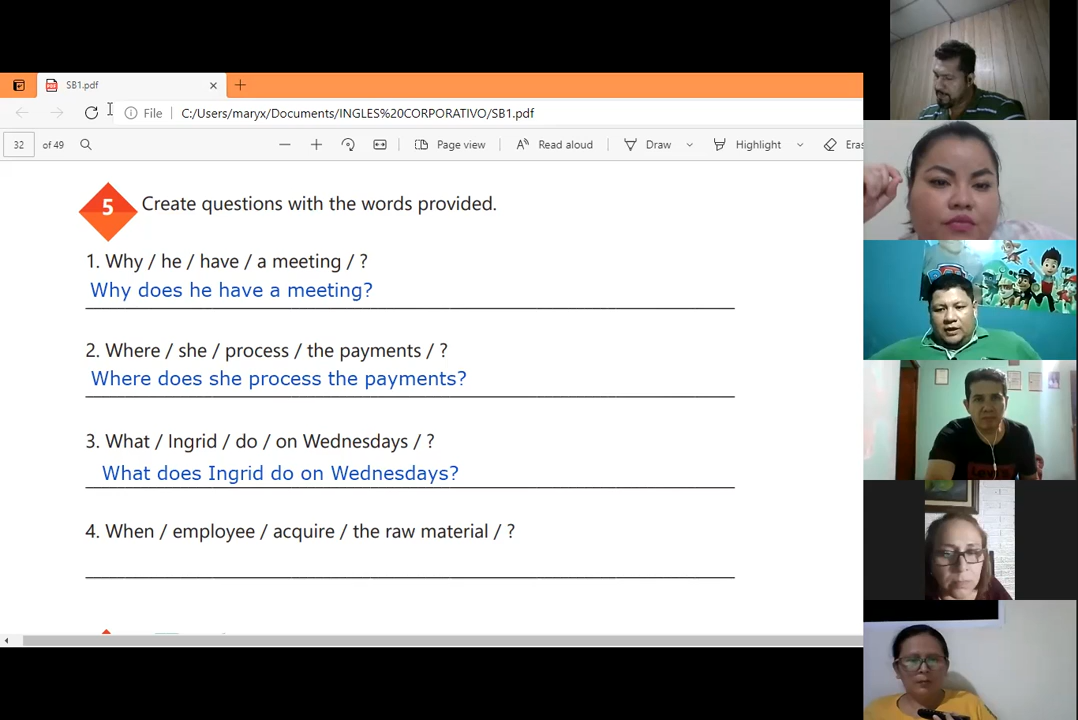 SB1.pdf
File
C:/Users/maryx/Documents/INGLES%20CORPORATIVO/SB1.pdf
32 of 49
Page view
Read aloud
Draw
Highlight
Eras
5 Create questions with the words provided.
1. Why / he / have / a meeting / ?
Why does he have a meeting?
2. Where / she / process / the payments / ?
Where does she process the payments?
3. What / Ingrid / do / on Wednesdays / ?
What does Ingrid do on Wednesdays?
4. When / employee / acquire / the raw material / ?